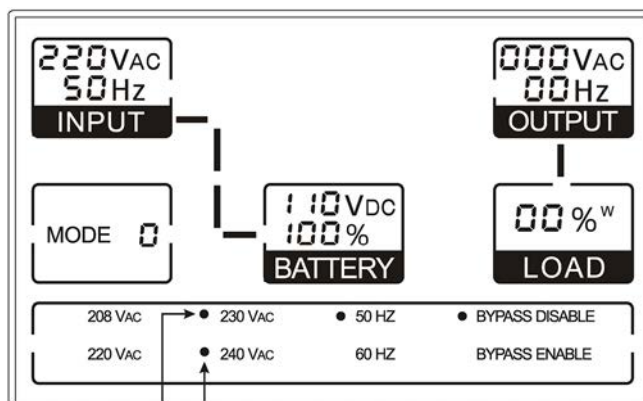 220VAC
50Hz
INPUT
000VAC
00Hz
OUTPUT
MODE 0
110VDC
100%
BATTERY
00%W
LOAD
208 VAC 230 VAC 50 HZ BYPASS DISABLE
220 VAC 240 VAC 60 HZ BYPASS ENABLE